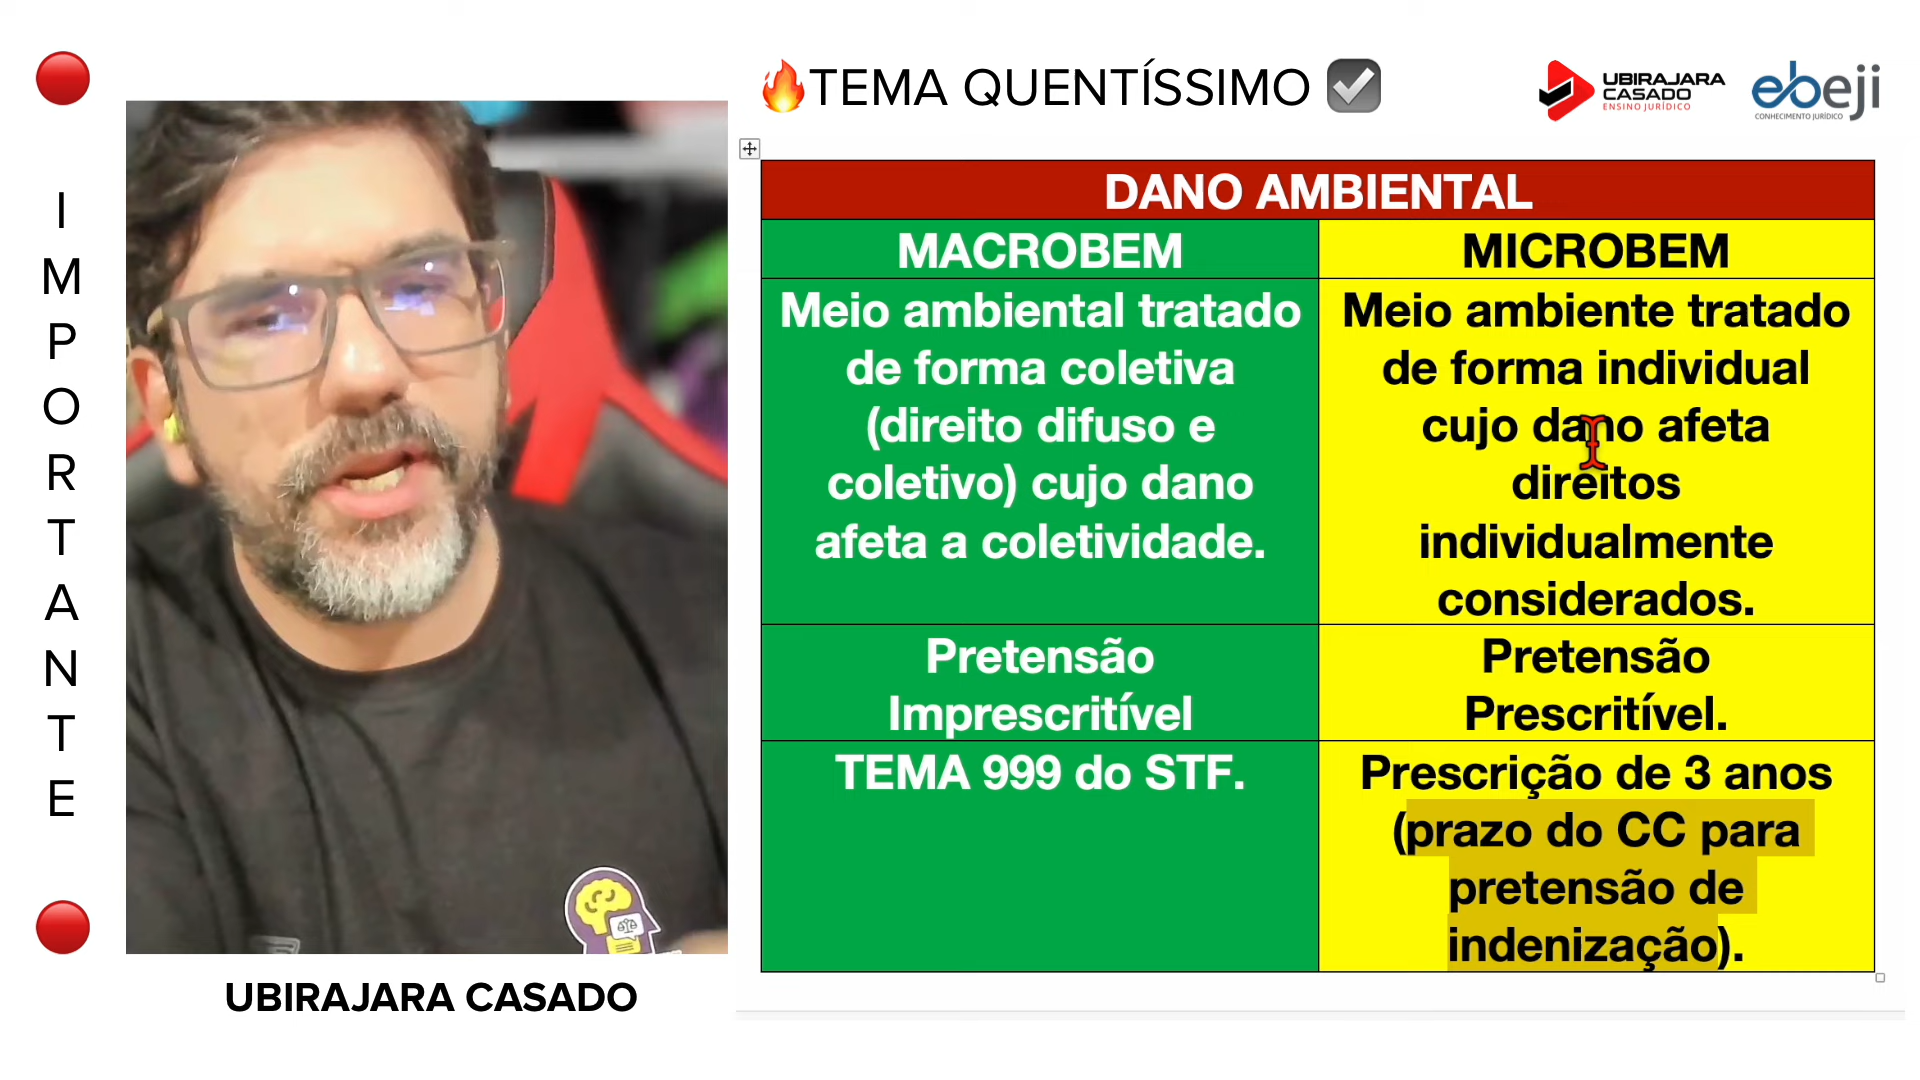 🔥TEMA QUENTÍSSIMO ☑
UBIRAJARA
CASADO
ENSINO JURÍDICO
ebeji
CONHECIMENTO JURÍDICO
I
M
P
O
R
T
A
N
T
E
DANO AMBIENTAL
MACROBEM
Meio ambiental tratado
de forma coletiva
(direito difuso e
coletivo) cujo dano
afeta a coletividade.
Pretensão
Imprescritível
TEMA 999 do STF.
MICROBEM
Meio ambiente tratado
de forma individual
cujo dano afeta
direitos
individualmente
considerados.
Pretensão
Prescritível.
Prescrição de 3 anos
(prazo do CC para
pretensão de
indenização).
UBIRAJARA CASADO